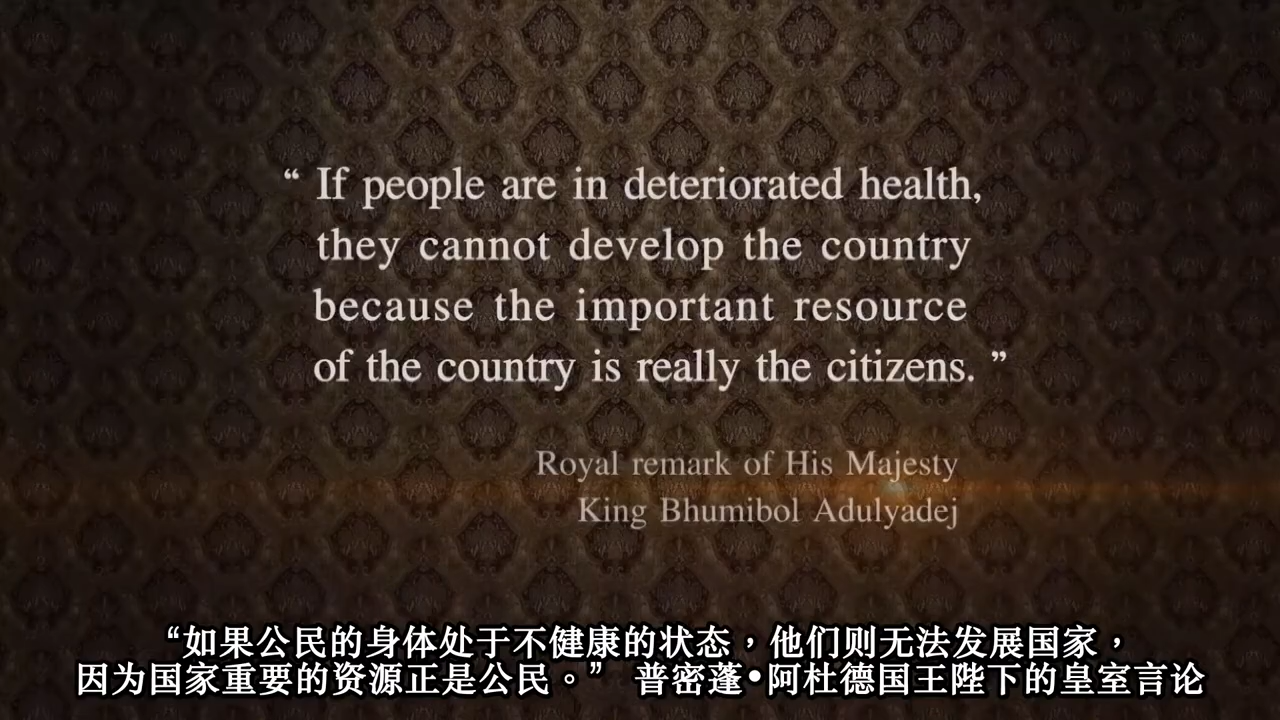 “ If people are in deteriorated health,
they cannot develop the country
because the important resource
of the country is really the citizens. ”
Royal remark of His Majesty
King Bhumibol Adulyadej
“如果公民的身体处于不健康的状态，他们则无法发展国家，
因为国家重要的资源正是公民。” 普密蓬•阿杜德国王陛下的皇室言论